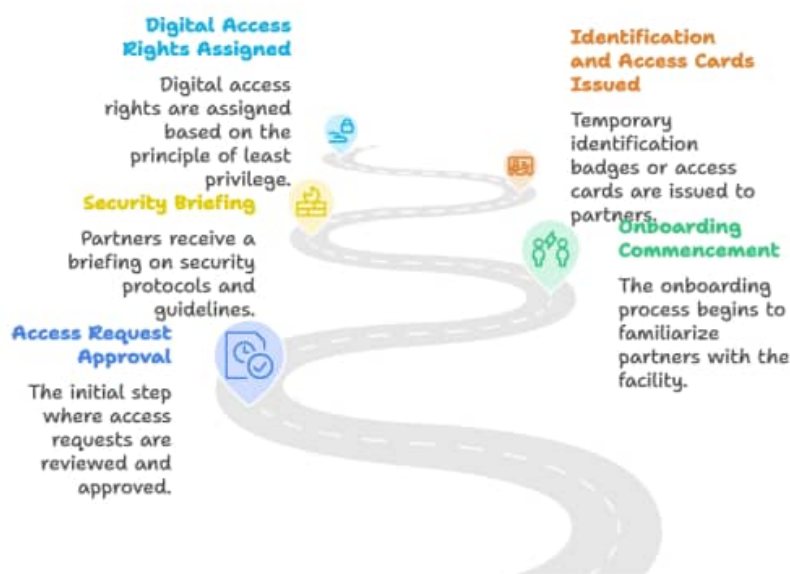 Digital Access
Rights Assigned
Digital access
rights are assigned
based on the
principle of least
privilege.
Identification
and Access Cards
Issued
Temporary
identification
badges or access
cards are issued to
partners.
Security Briefing
Partners receive a
briefing on security
protocols and
guidelines.
Onboarding
Commencement
The onboarding
process begins to
familiarize
partners with the
facility.
Access Request
Approval
The initial step
where access
requests are
reviewed and
approved.